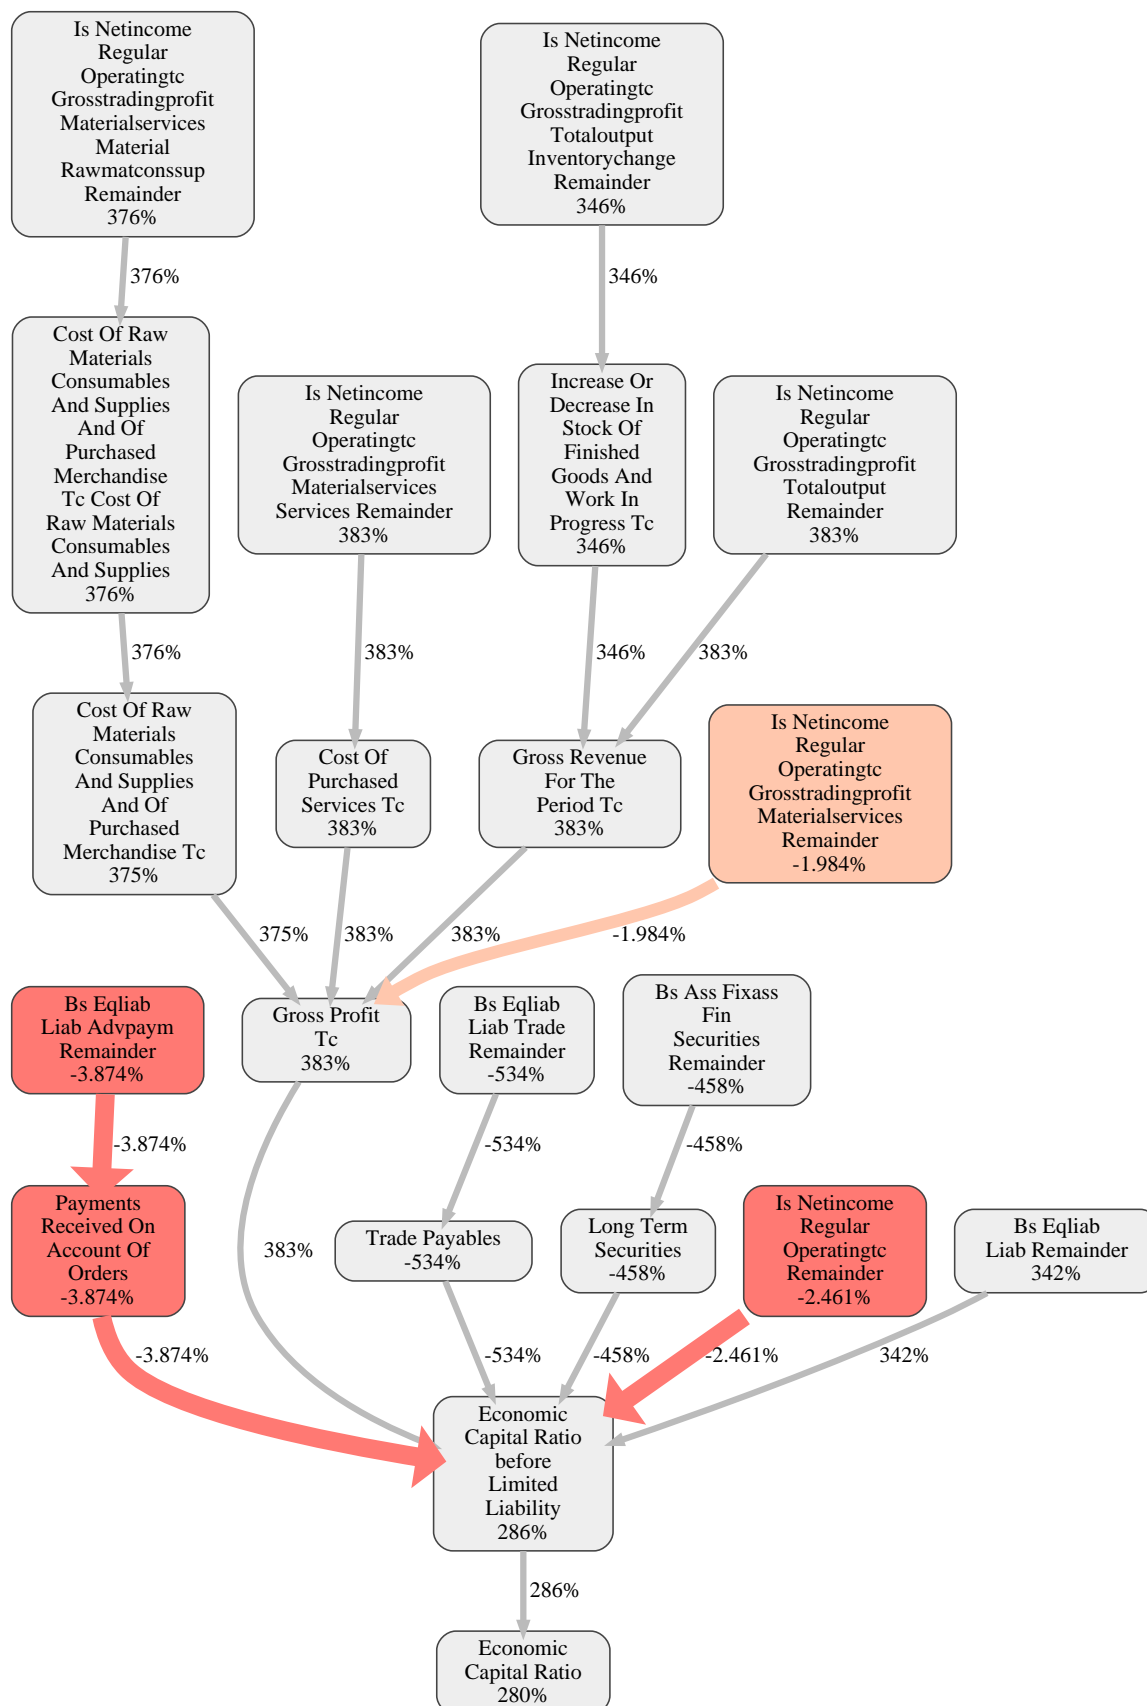 Is Netincome
Regular
Operatingtc
Grosstradingprofit
Materialservices
Material
Rawmatconssup
Remainder
376%
Is Netincome
Regular
Operatingtc
Grosstradingprofit
Totaloutput
Inventorychange
Remainder
346%
376%
346%
Cost Of Raw
Materials
Consumables
And Supplies
And Of
Purchased
Merchandise
Tc Cost Of
Raw Materials
Consumables
And Supplies
376%
Is Netincome
Regular
Operatingtc
Grosstradingprofit
Materialservices
Services Remainder
383%
Increase Or
Decrease In
Stock Of
Finished
Goods And
Work In
Progress Tc
346%
Is Netincome
Regular
Operatingtc
Grosstradingprofit
Totaloutput
Remainder
383%
376%
383%
346%
383%
Cost Of Raw
Materials
Consumables
And Supplies
And Of
Purchased
Merchandise Tc
375%
Cost Of
Purchased
Services Tc
383%
Gross Revenue
For The
Period Tc
383%
Is Netincome
Regular
Operatingtc
Grosstradingprofit
Materialservices
Remainder
-1.984%
375%
383%
383%
-1.984%
Bs Eqliab
Liab Advpaym
Remainder
-3.874%
Gross Profit
Tc
383%
Bs Eqliab
Liab Trade
Remainder
-534%
Bs Ass Fixass
Fin
Securities
Remainder
-458%
-3.874%
-534%
-458%
Payments
Received On
Account Of
Orders
-3.874%
383%
Trade Payables
-534%
Long Term
Securities
-458%
Is Netincome
Regular
Operatingtc
Remainder
-2.461%
Bs Eqliab
Liab Remainder
342%
-3.874%
-534%
-458%
-2.461%
342%
Economic
Capital Ratio
before
Limited
Liability
286%
286%
Economic
Capital Ratio
280%